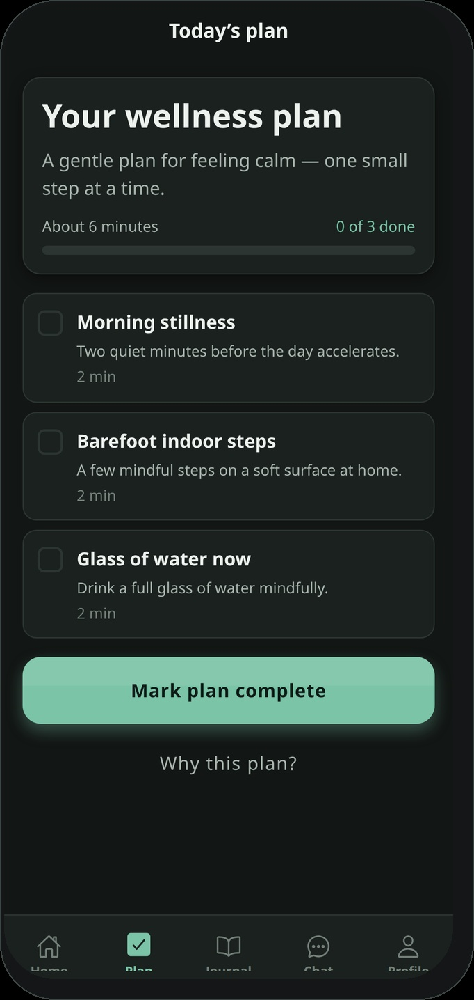 Today’s plan
Your wellness plan
A gentle plan for feeling calm — one small
step at a time.
About 6 minutes
0 of 3 done
Morning stillness
Two quiet minutes before the day accelerates.
2 min
Barefoot indoor steps
A few mindful steps on a soft surface at home.
2 min
Glass of water now
Drink a full glass of water mindfully.
2 min
Mark plan complete
Why this plan?
Home
Plan
Journal
Chat
Profile